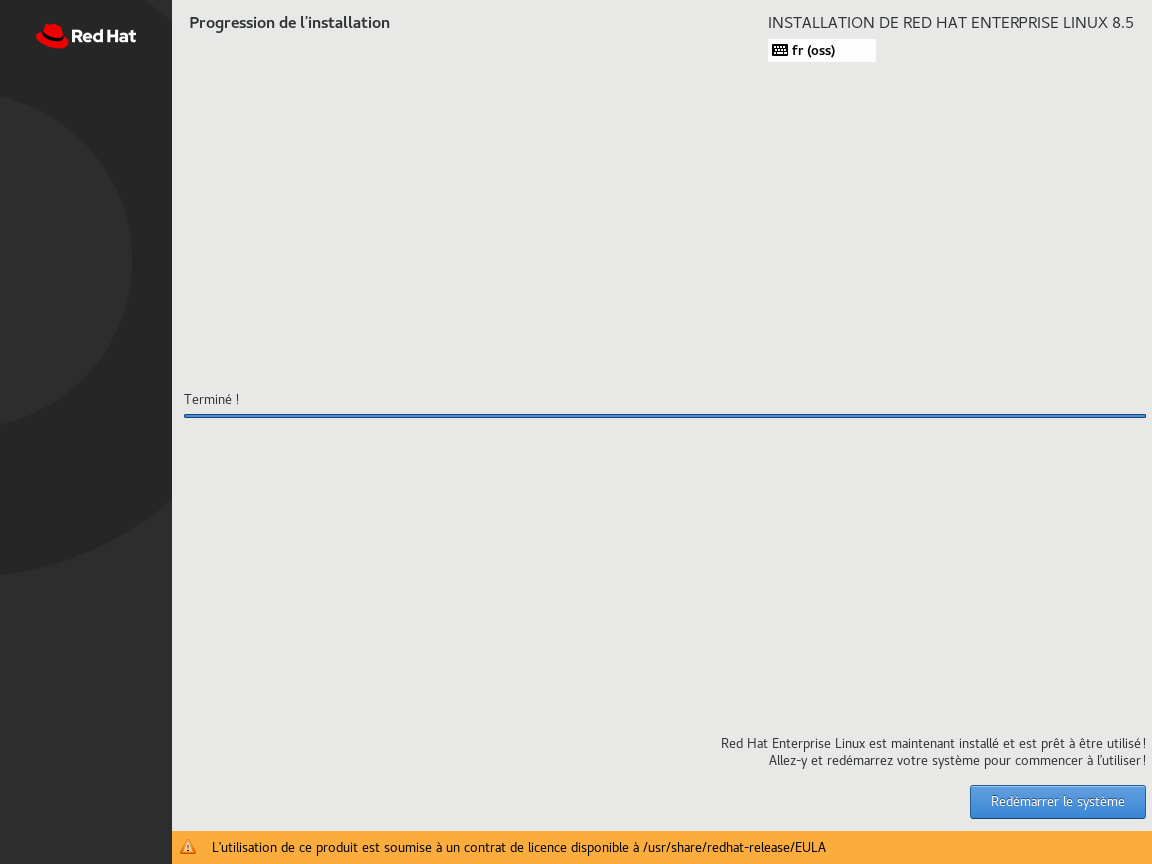 Red Hat
Progression de l'installation
INSTALLATION DE RED HAT ENTERPRISE LINUX 8.5
fr (oss)
Terminé !
Red Hat Enterprise Linux est maintenant installé et est prêt à être utilisé !
Allez-y et redémarrez votre système pour commencer à l'utiliser !
Redémarrer le système
L'utilisation de ce produit est soumise à un contrat de licence disponible à /usr/share/redhat-release/EULA